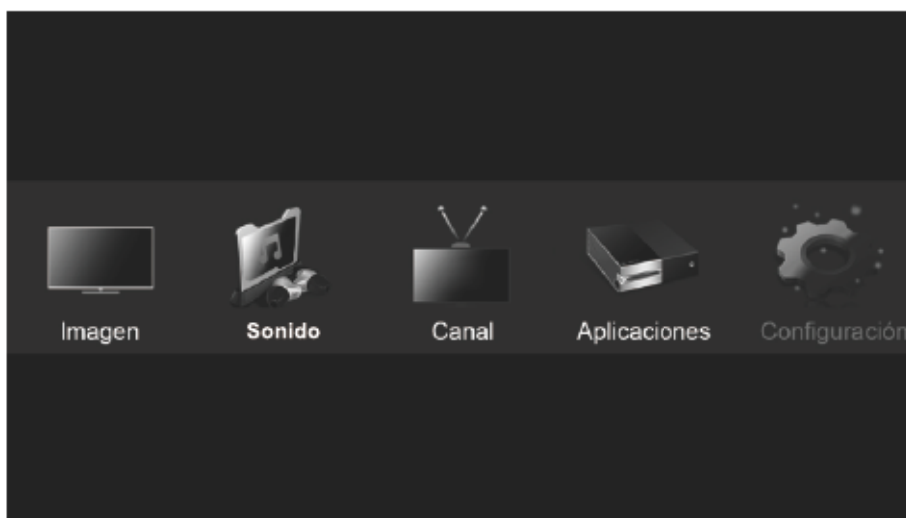 Imagen
Sonido
Canal
Aplicaciones
Configuración